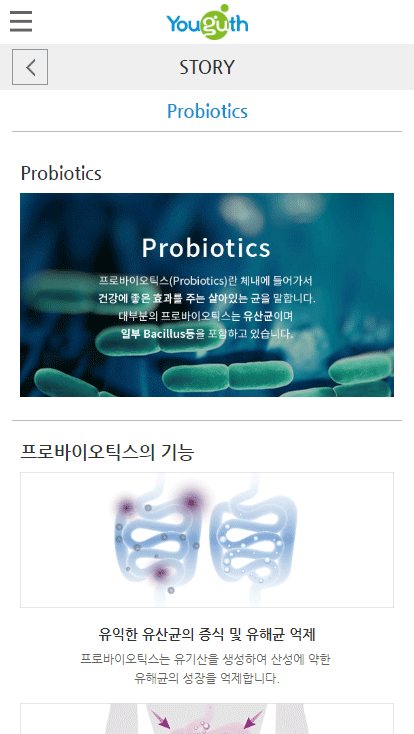 Youguth
STORY
Probiotics
Probiotics
Probiotics
프로바이오틱스(Probiotics)란 체내에 들어가서
건강에 좋은 효과를 주는 살아있는 균을 말합니다.
대부분의 프로바이오틱스는 유산균이며
일부 Bacillus등을 포함하고 있습니다.
프로바이오틱스의 기능
유익한 유산균의 증식 및 유해균 억제
프로바이오틱스는 유기산을 생성하여 산성에 약한
유해균의 성장을 억제합니다.